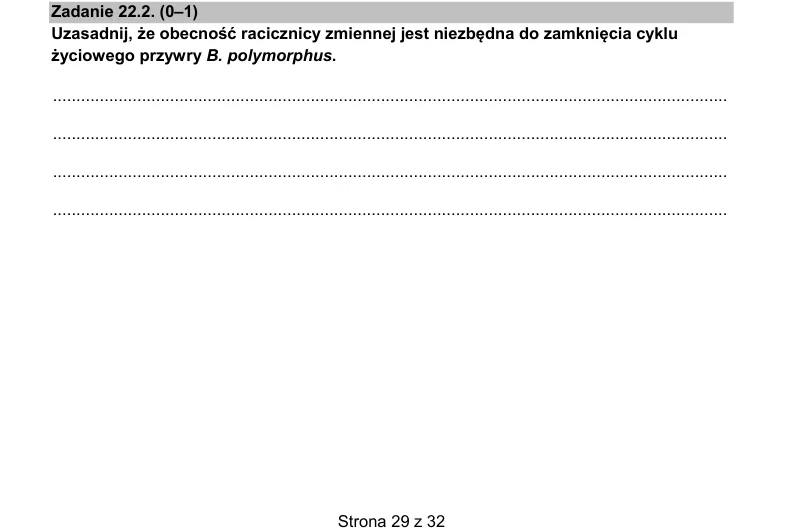 Zadanie 22.2. (0–1)
Uzasadnij, że obecność racicznicy zmiennej jest niezbędna do zamknięcia cyklu
życiowego przywry B. polymorphus.
Strona 29 z 32